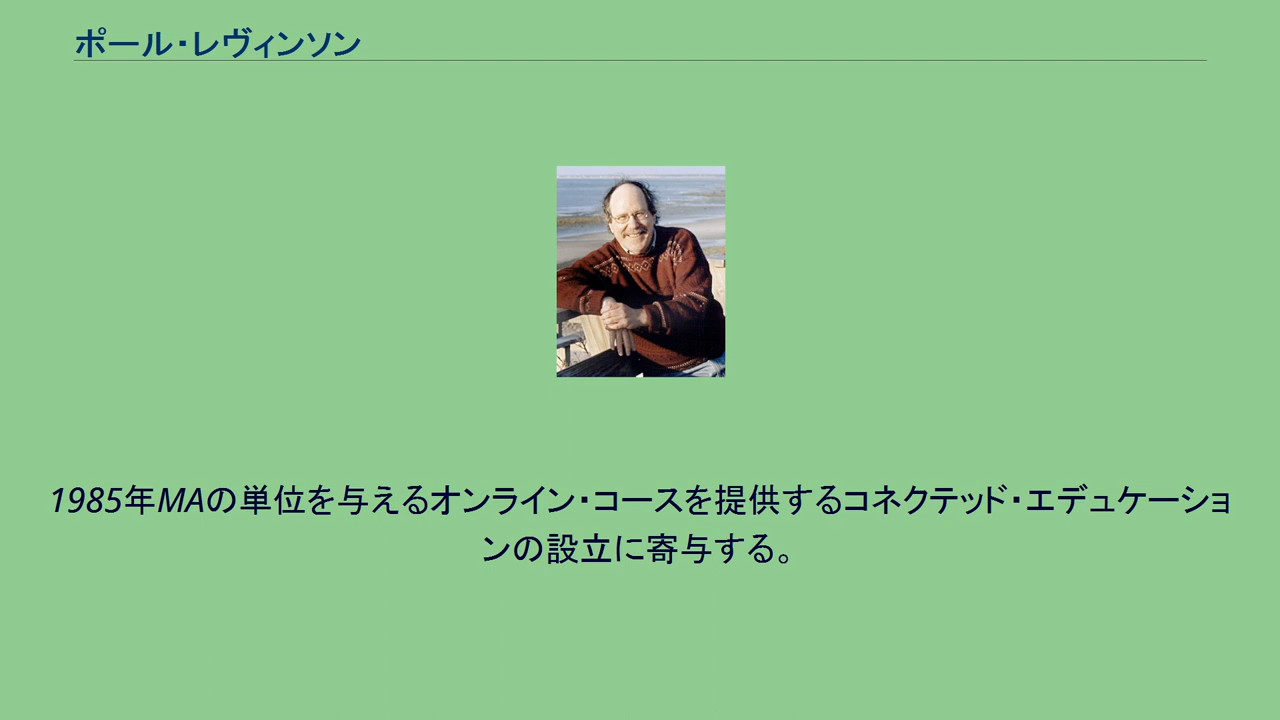 ポール・レヴィンソン
1985年MAの単位を与えるオンライン・コースを提供するコネクテッド・エデュケーショ
ンの設立に寄与する。